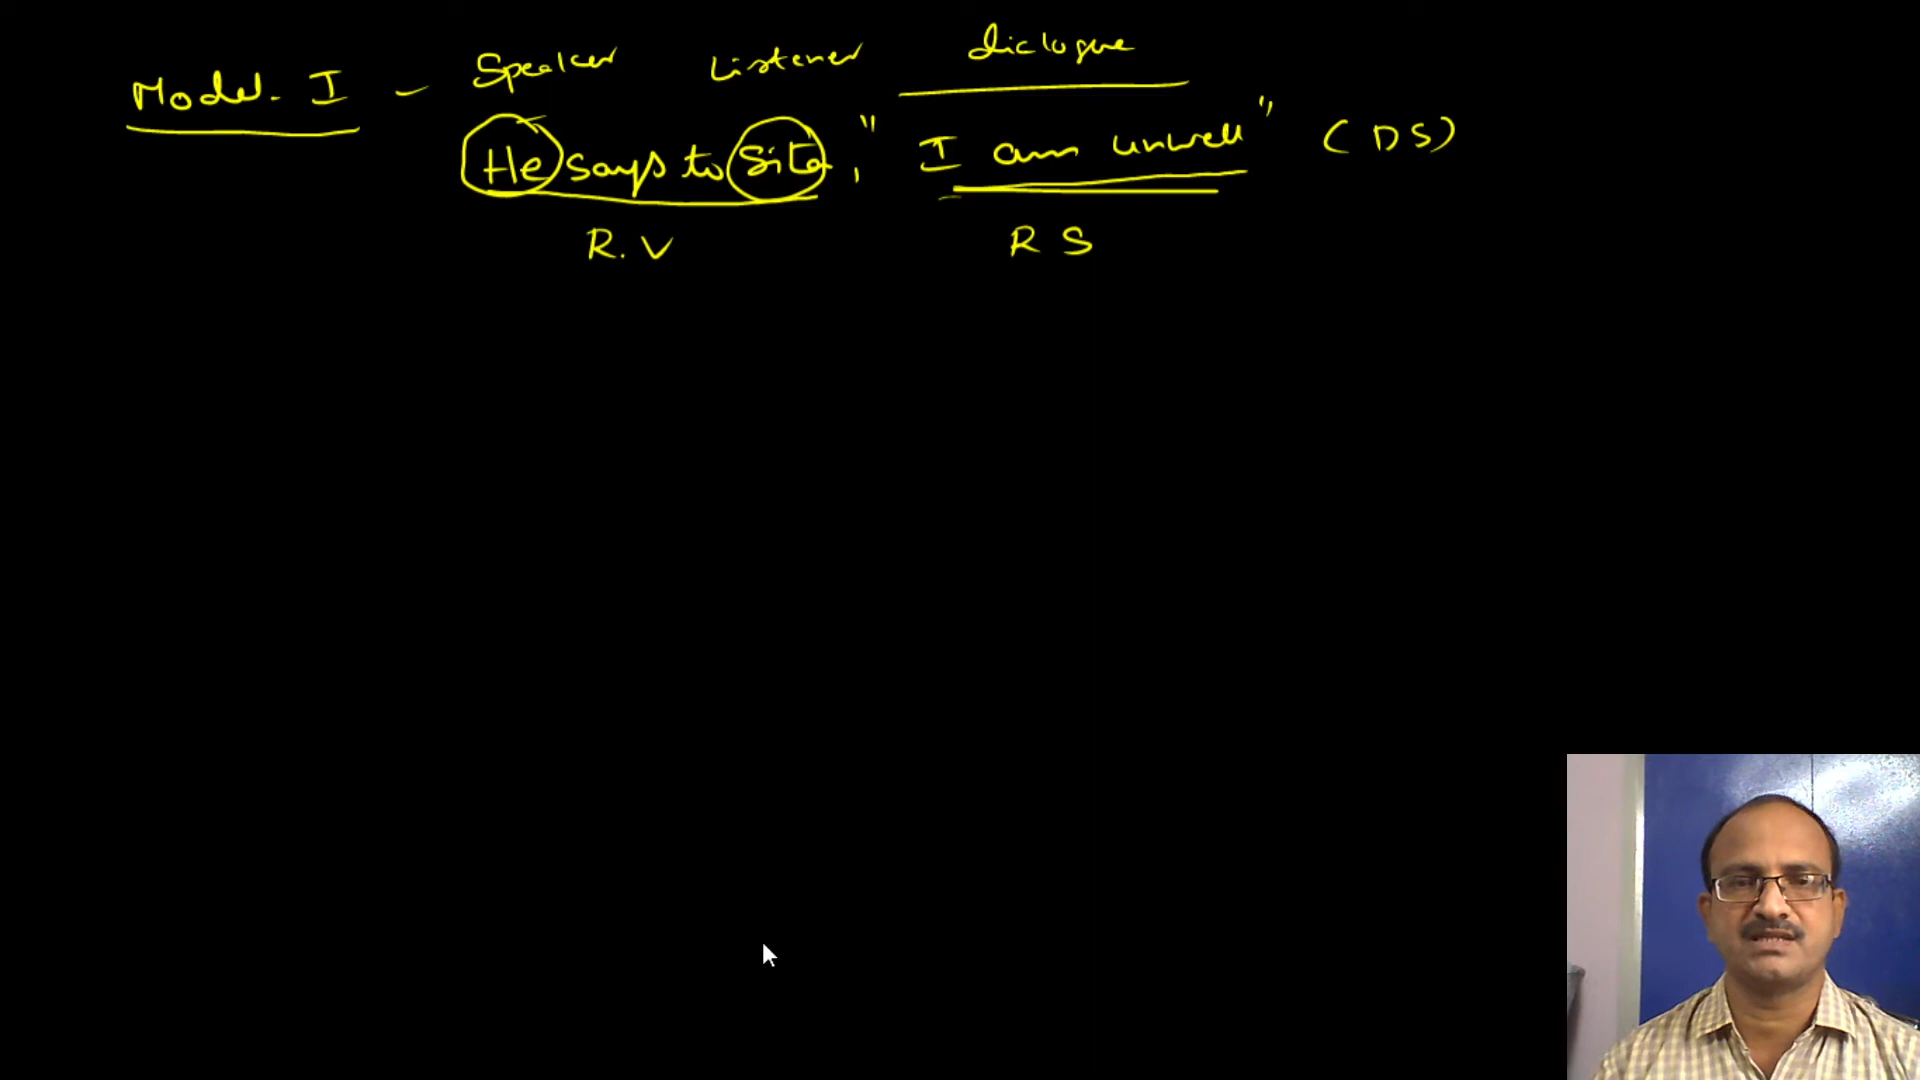 Model. I - Speaker Listener dialogue
He says to Sita, "I am unwell" (DS)
R. V R S